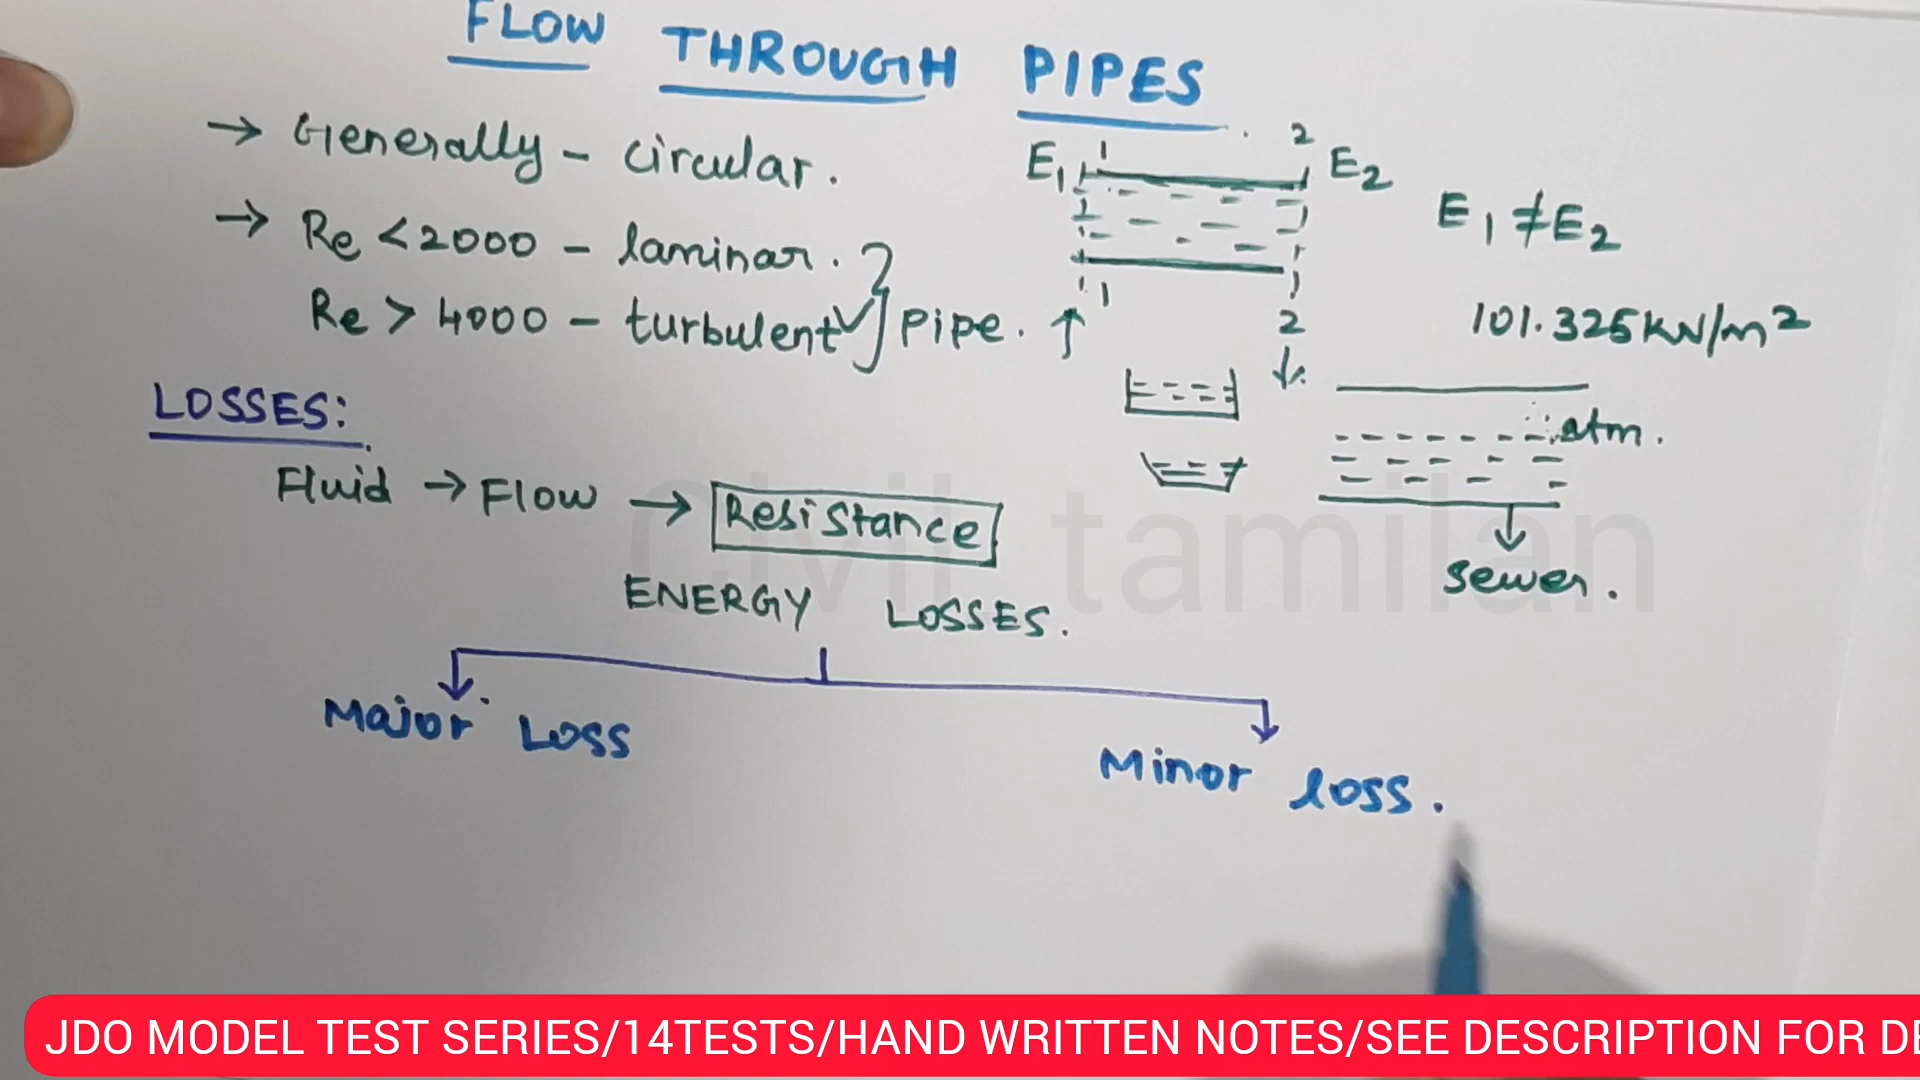 FLOW THROUGH PIPES
→ Generally - circular.
→ Re < 2000 - laminar.
Re > 4000 - turbulent } Pipe. ↑
E1 1 2 E2
E1 ≠ E2
1 2
101.325 kN/m2
atm.
sewer.
LOSSES:
Fluid → Flow → Resistance
ENERGY LOSSES.
Major Loss
Minor loss.
Civil tamilan
JDO MODEL TEST SERIES/14TESTS/HAND WRITTEN NOTES/SEE DESCRIPTION FOR DE